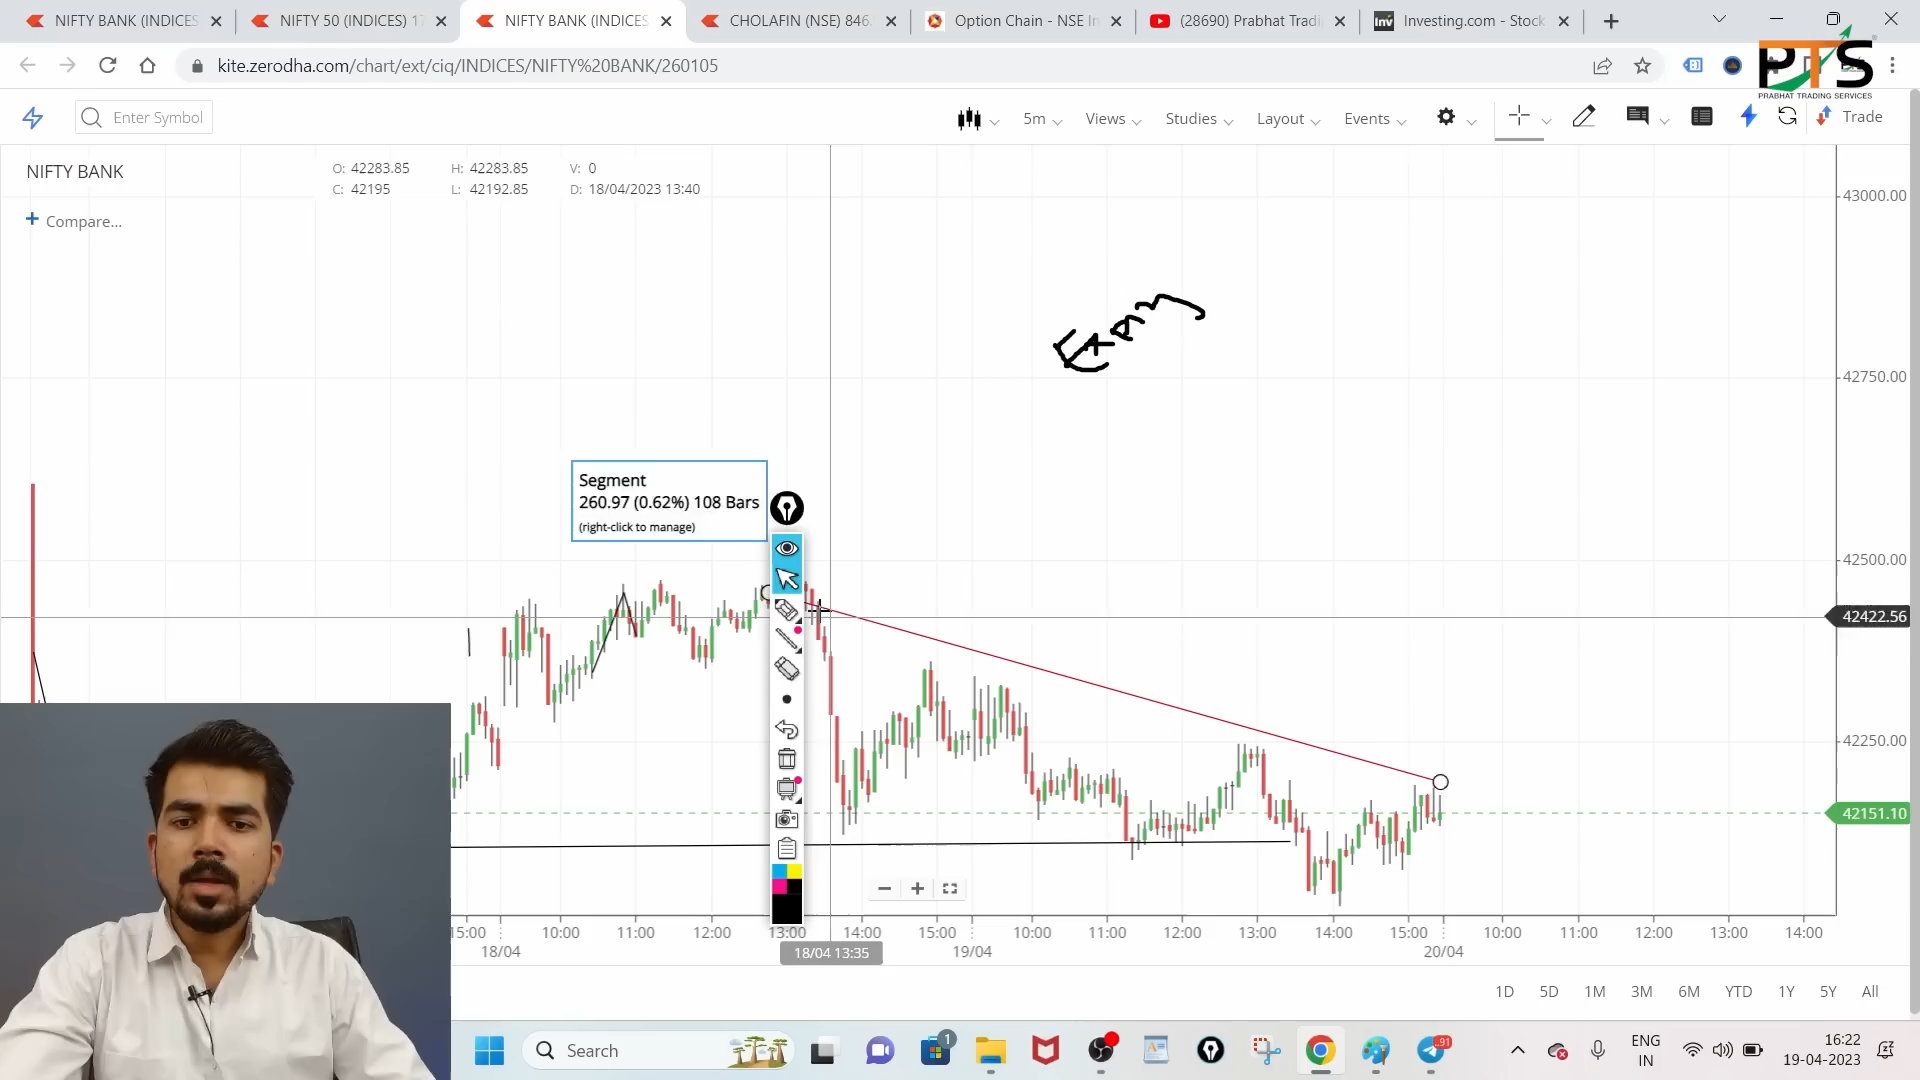 NIFTY BANK (INDICES
NIFTY 50 (INDICES) 17
NIFTY BANK (INDICES
CHOLAFIN (NSE) 846.
Option Chain - NSE In
(28690) Prabhat Tradi
Inv Investing.com - Stock
kite.zerodha.com/chart/ext/ciq/INDICES/NIFTY%20BANK/260105
PTS
PRABHAT TRADING SERVICES
Enter Symbol
5m Views Studies Layout Events Trade
NIFTY BANK
O: 42283.85 H: 42283.85 V: 0
C: 42195 L: 42192.85 D: 18/04/2023 13:40
+ Compare...
43000.00
Exam
42750.00
Segment
260.97 (0.62%) 108 Bars
(right-click to manage)
42500.00
42422.56
42250.00
42151.10
15:00 10:00 11:00 12:00 13:00 14:00 15:00 10:00 11:00 12:00 13:00 14:00 15:00 10:00 11:00 12:00 13:00 14:00
18/04 18/04 13:35 19/04 20/04
1D 5D 1M 3M 6M YTD 1Y 5Y All
Search
1
91
ENG
IN
16:22
19-04-2023